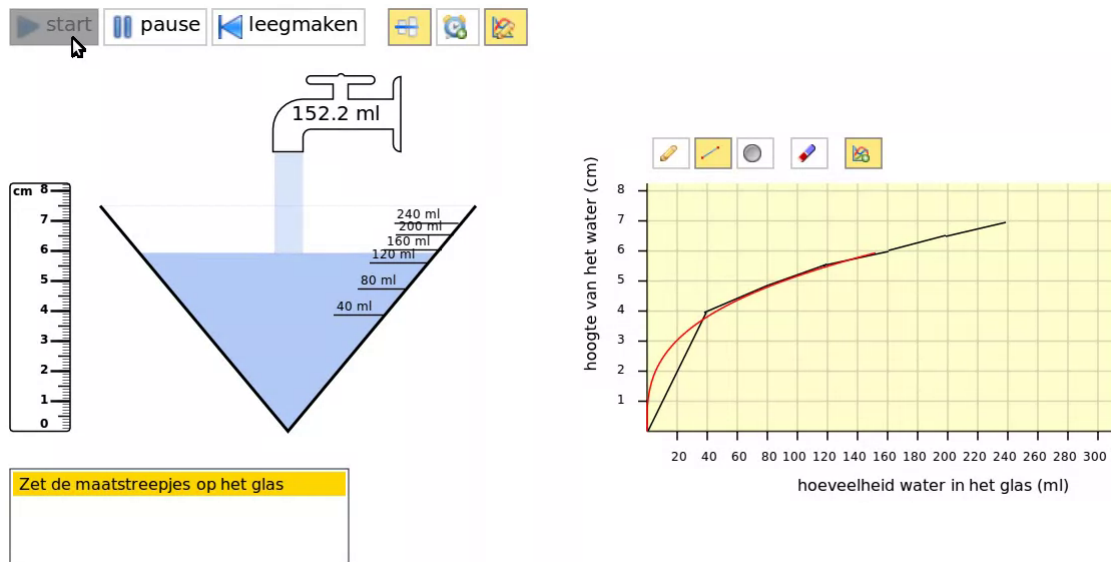 start pause leegmaken
152.2 ml
cm 8
7
6
5
4
3
2
1
0
240 ml
200 ml
160 ml
120 ml
80 ml
40 ml
Zet de maatstreepjes op het glas
hoogte van het water (cm)
8
7
6
5
4
3
2
1
20 40 60 80 100 120 140 160 180 200 220 240 260 280 300
hoeveelheid water in het glas (ml)